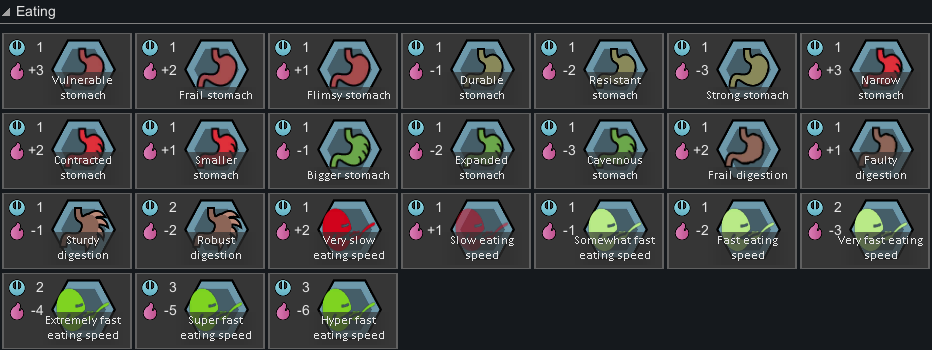 Eating
1 1 1 1 1 1 1
+3 +2 +1 -1 -2 -3 +3
Vulnerable stomach Frail stomach Flimsy stomach Durable stomach Resistant stomach Strong stomach Narrow stomach
1 1 1 1 1 1 1
+2 +1 -1 -2 -3 +2 +1
Contracted stomach Smaller stomach Bigger stomach Expanded stomach Cavernous stomach Frail digestion Faulty digestion
1 2 1 1 1 1 2
-1 -2 +2 +1 -1 -2 -3
Sturdy digestion Robust digestion Very slow eating speed Slow eating speed Somewhat fast eating speed Fast eating speed Very fast eating speed
2 3 3
-4 -5 -6
Extremely fast eating speed Super fast eating speed Hyper fast eating speed